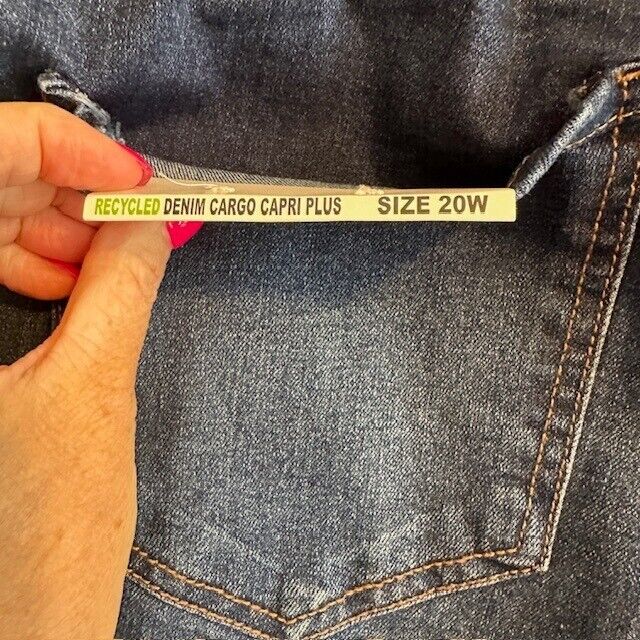 RECYCLED DENIM CARGO CAPRI PLUS SIZE 20W